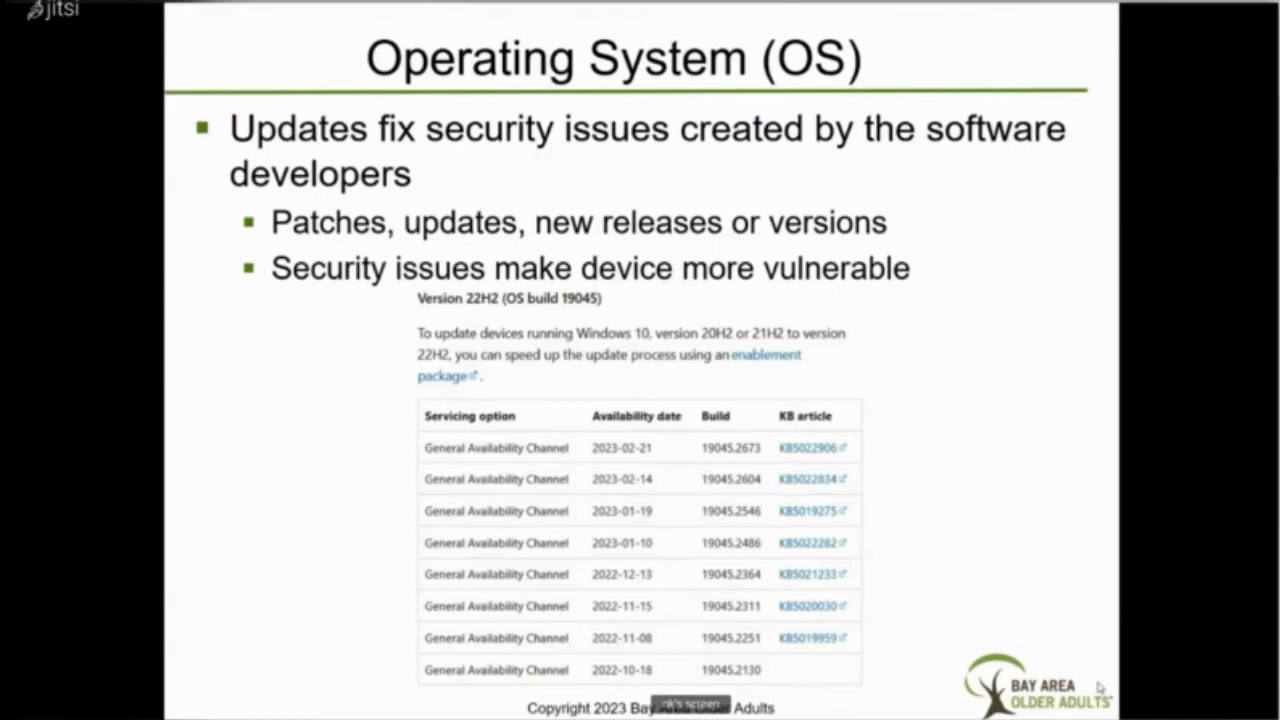 jitsi
Operating System (OS)
Updates fix security issues created by the software
developers
Patches, updates, new releases or versions
Security issues make device more vulnerable
Version 22H2 (OS build 19045)
To update devices running Windows 10, version 20H2 or 21H2 to version
22H2, you can speed up the update process using an enablement
package.
Servicing option Availability date Build KB article
General Availability Channel 2023-02-21 19045.2673 KB5022906
General Availability Channel 2023-02-14 19045.2604 KB5022834
General Availability Channel 2023-01-19 19045.2546 KB5019275
General Availability Channel 2023-01-10 19045.2486 KB5022282
General Availability Channel 2022-12-13 19045.2364 KB5021233
General Availability Channel 2022-11-15 19045.2311 KB5020030
General Availability Channel 2022-11-08 19045.2251 KB5019959
General Availability Channel 2022-10-18 19045.2130
BAY AREA
OLDER ADULTS
Copyright 2023 Bay Area Older Adults
screen